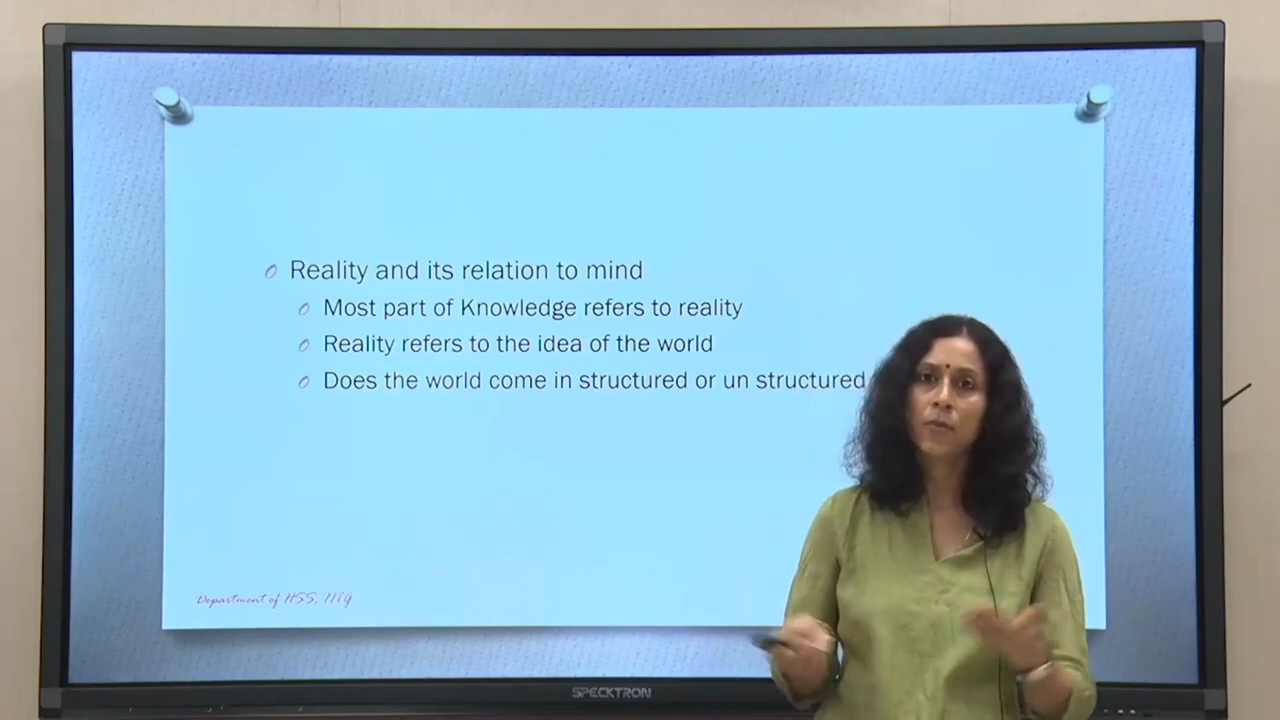 Reality and its relation to mind
Most part of Knowledge refers to reality
Reality refers to the idea of the world
Does the world come in structured or un structured
Department of HSS, IITG
SPECKTRON